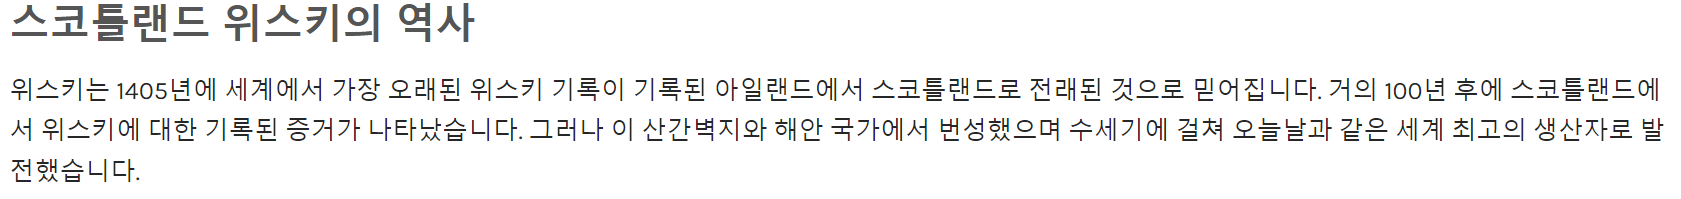 스코틀랜드 위스키의 역사
위스키는 1405년에 세계에서 가장 오래된 위스키 기록이 기록된 아일랜드에서 스코틀랜드로 전래된 것으로 믿어집니다. 거의 100년 후에 스코틀랜드에
서 위스키에 대한 기록된 증거가 나타났습니다. 그러나 이 산간벽지와 해안 국가에서 번성했으며 수세기에 걸쳐 오늘날과 같은 세계 최고의 생산자로 발
전했습니다.